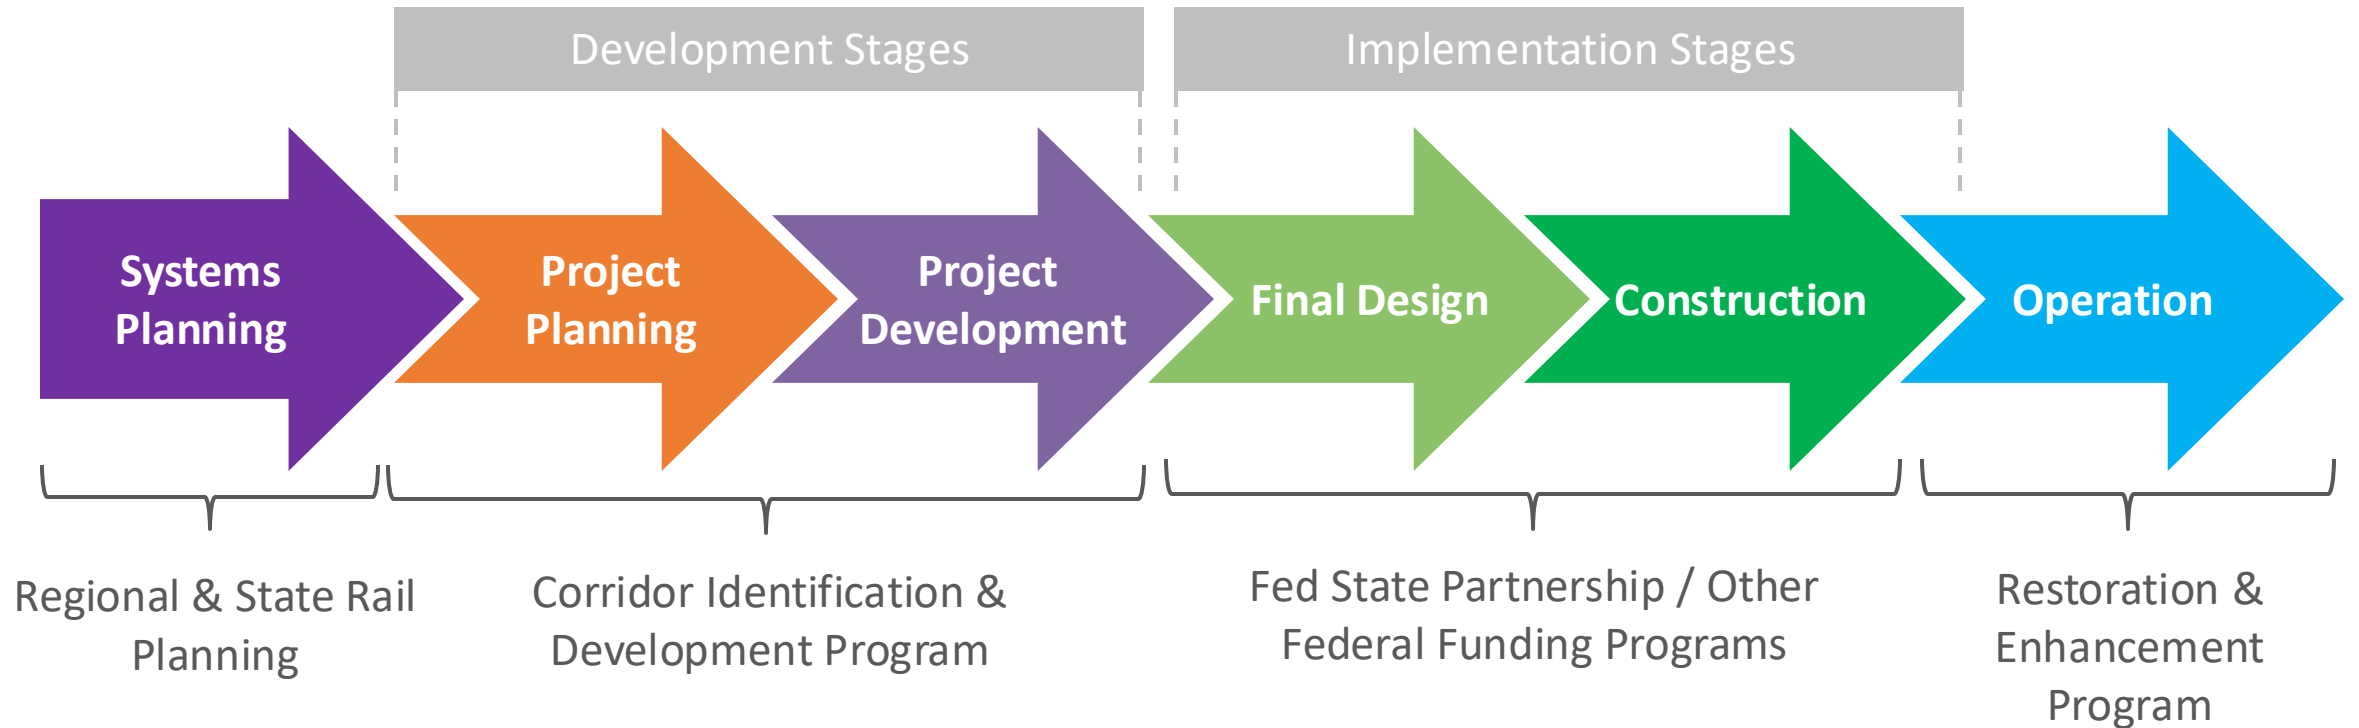 Development Stages
Implementation Stages
Systems
Planning
Project
Planning
Project
Development
Final Design
Construction
Operation
Regional & State Rail
Planning
Corridor Identification &
Development Program
Fed State Partnership / Other
Federal Funding Programs
Restoration &
Enhancement
Program